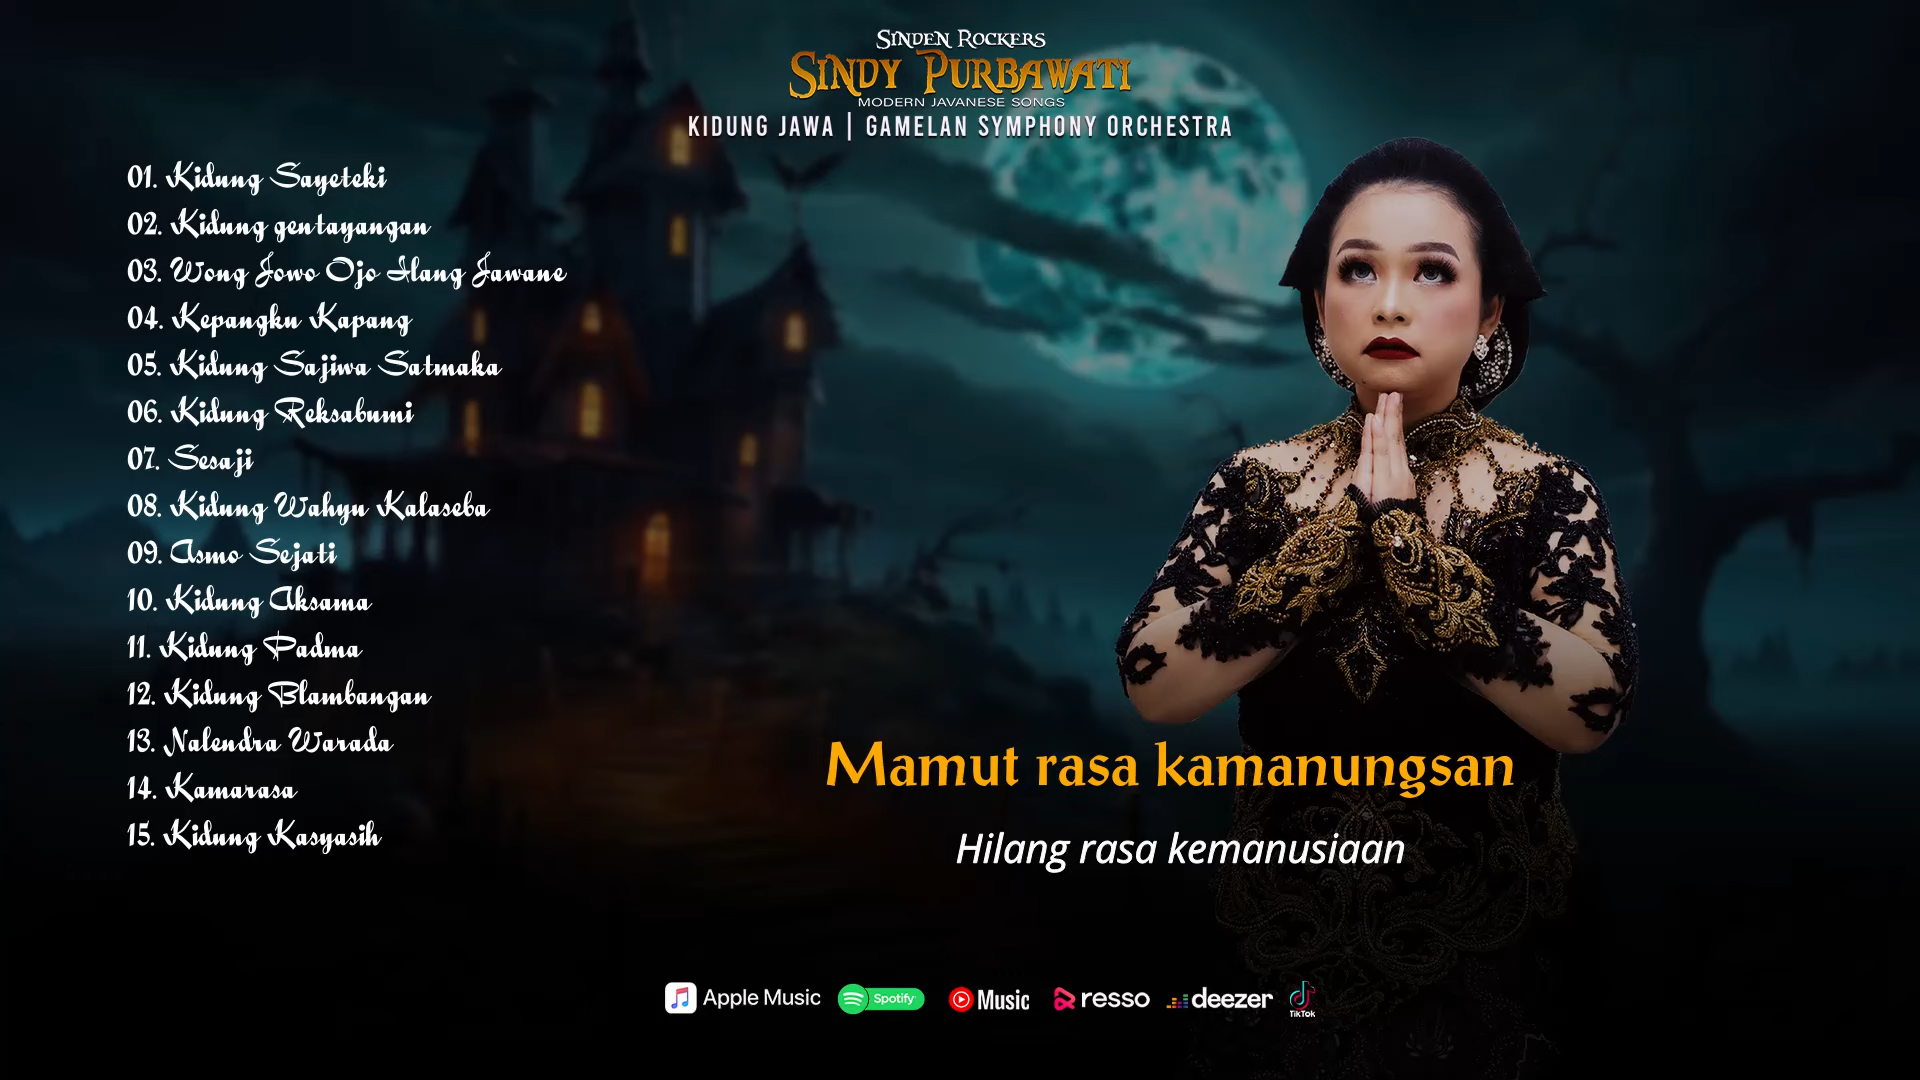 SINDEN ROCKERS
SINDY PURBAWATI
MODERN JAVANESE SONGS
KIDUNG JAWA | GAMELAN SYMPHONY ORCHESTRA
01. Kidung Sayeteki
02. Kidung gentayangan
03. Wong Jowo Ojo Ilang Jawane
04. Kepangku Kapang
05. Kidung Sajiwa Satmaka
06. Kidung Reksabumi
07. Sesaji
08. Kidung Wahyu Kalaseba
09. Asmo Sejati
10. Kidung Aksama
11. Kidung Padma
12. Kidung Blambangan
13. Nalendra Warada
14. Kamarasa
15. Kidung Kasyasih
Mamut rasa kamanungsan
Hilang rasa kemanusiaan
Apple Music Spotify Music resso deezer TikTok